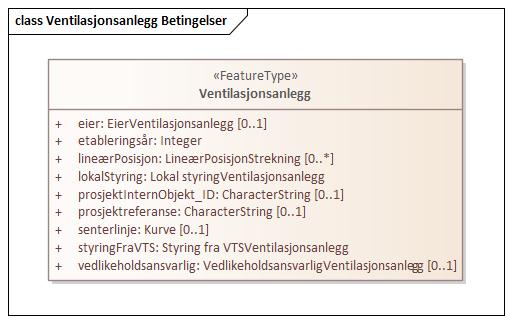 class Ventilasjonsanlegg Betingelser
«FeatureType»
Ventilasjonsanlegg
+ eier: EierVentilasjonsanlegg [0..1]
+ etableringsår: Integer
+ lineærPosisjon: LineærPosisjonStrekning [0..*]
+ lokalStyring: Lokal styringVentilasjonsanlegg
+ prosjektInternObjekt_ID: CharacterString [0..1]
+ prosjektreferanse: CharacterString [0..1]
+ senterlinje: Kurve [0..1]
+ styringFraVTS: Styring fra VTSVentilasjonsanlegg
+ vedlikeholdsansvarlig: VedlikeholdsansvarligVentilasjonsanlegg [0..1]